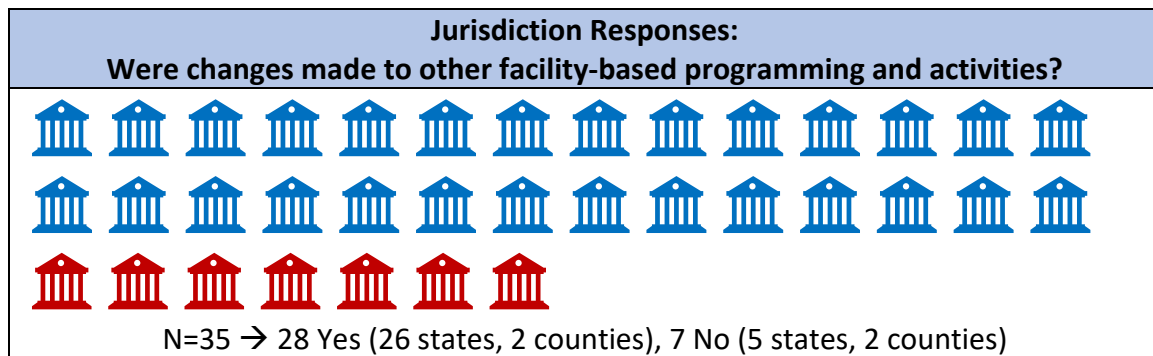 Jurisdiction Responses:
Were changes made to other facility-based programming and activities?
N=35 → 28 Yes (26 states, 2 counties), 7 No (5 states, 2 counties)